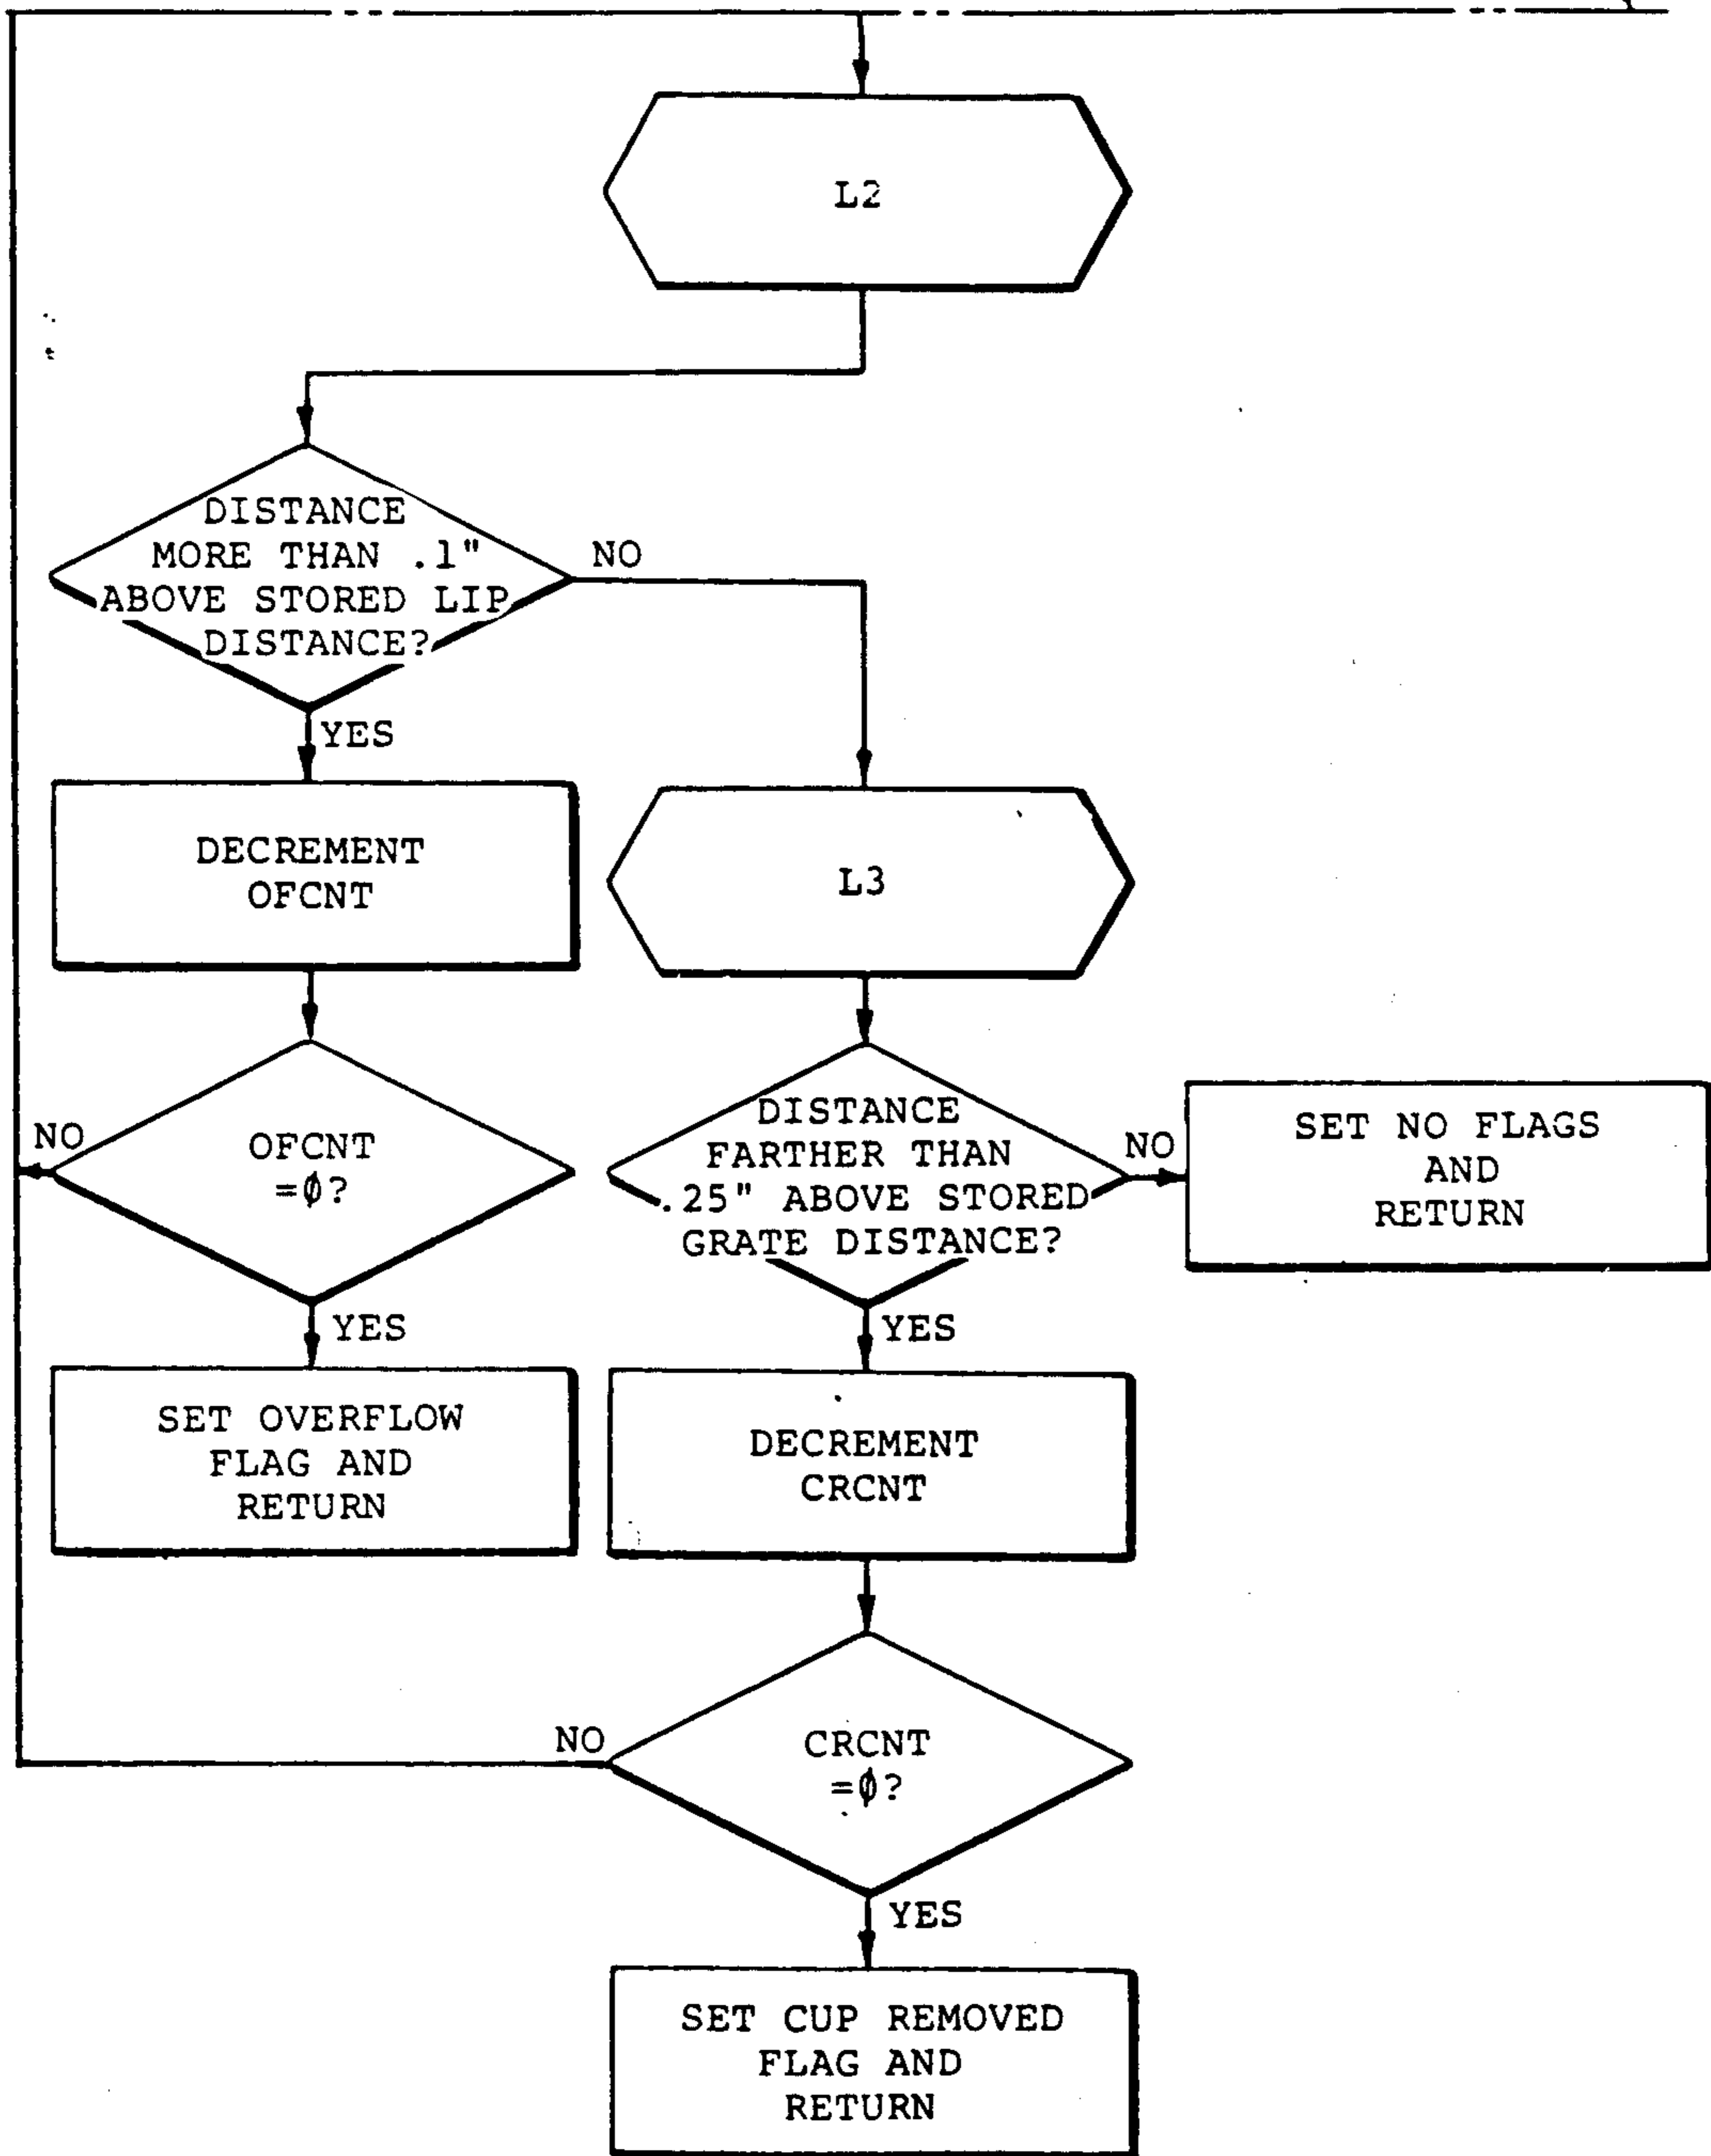 L2
DISTANCE
MORE THAN .1"
ABOVE STORED LIP
DISTANCE?
NO
YES
DECREMENT
OFCNT
L3
NO
OFCNT
=∅?
DISTANCE
FARTHER THAN
.25" ABOVE STORED
GRATE DISTANCE?
NO
SET NO FLAGS
AND
RETURN
YES
YES
SET OVERFLOW
FLAG AND
RETURN
DECREMENT
CRCNT
NO
CRCNT
=∅?
YES
SET CUP REMOVED
FLAG AND
RETURN